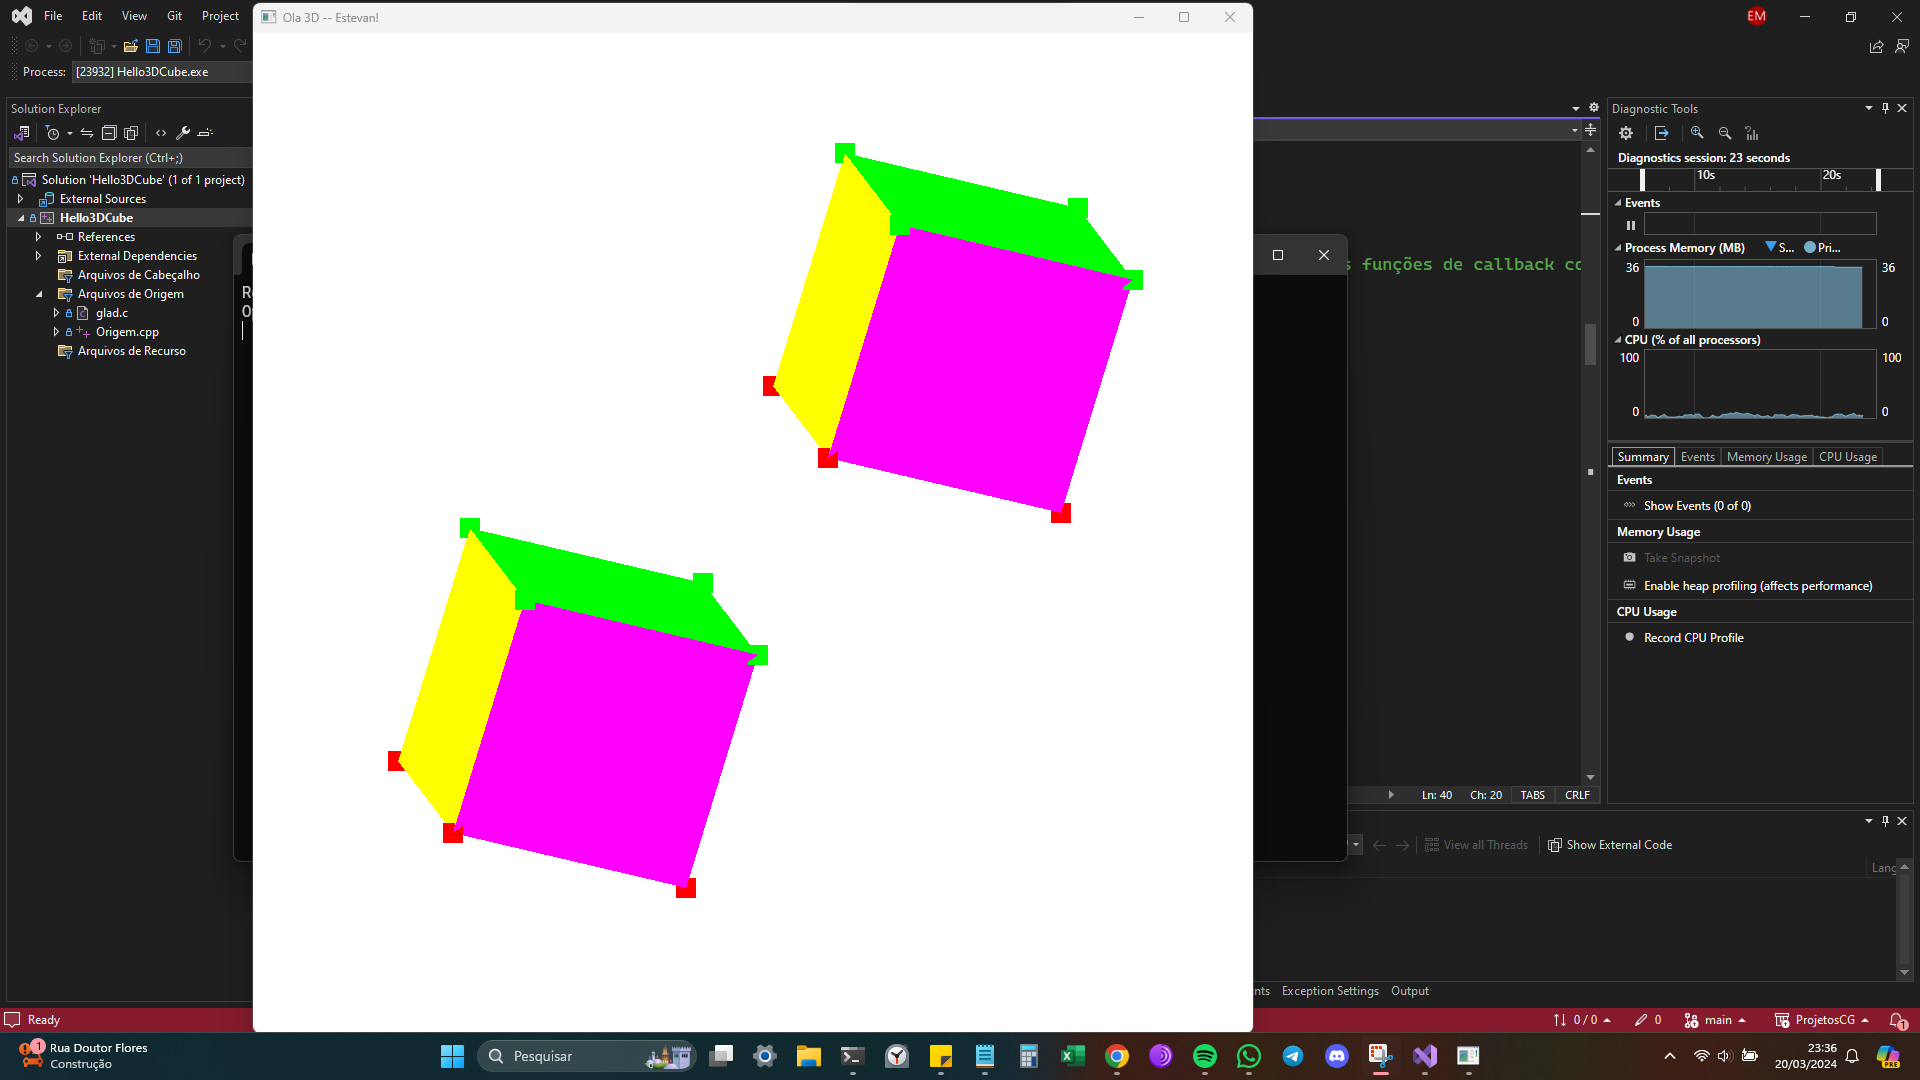 File Edit View Git Project
Ola 3D -- Estevan!
EM
Process: [23932] Hello3DCube.exe
Solution Explorer
Search Solution Explorer (Ctrl+;)
Solution 'Hello3DCube' (1 of 1 project)
External Sources
Hello3DCube
References
External Dependencies
Arquivos de Cabeçalho
Arquivos de Origem
glad.c
Origem.cpp
Arquivos de Recurso
funções de callback
Ln: 40 Ch: 20 TABS CRLF
View all Threads Show External Code
Lang
Exception Settings Output
Diagnostic Tools
Diagnostics session: 23 seconds
10s 20s
Events
Process Memory (MB) S... Pri...
36 36
0 0
CPU (% of all processors)
100 100
0 0
Summary Events Memory Usage CPU Usage
Events
Show Events (0 of 0)
Memory Usage
Take Snapshot
Enable heap profiling (affects performance)
CPU Usage
Record CPU Profile
Ready
0 / 0 0 main ProjetosCG 1
1 Rua Doutor Flores
Construção
Pesquisar
PRE
23:36
20/03/2024